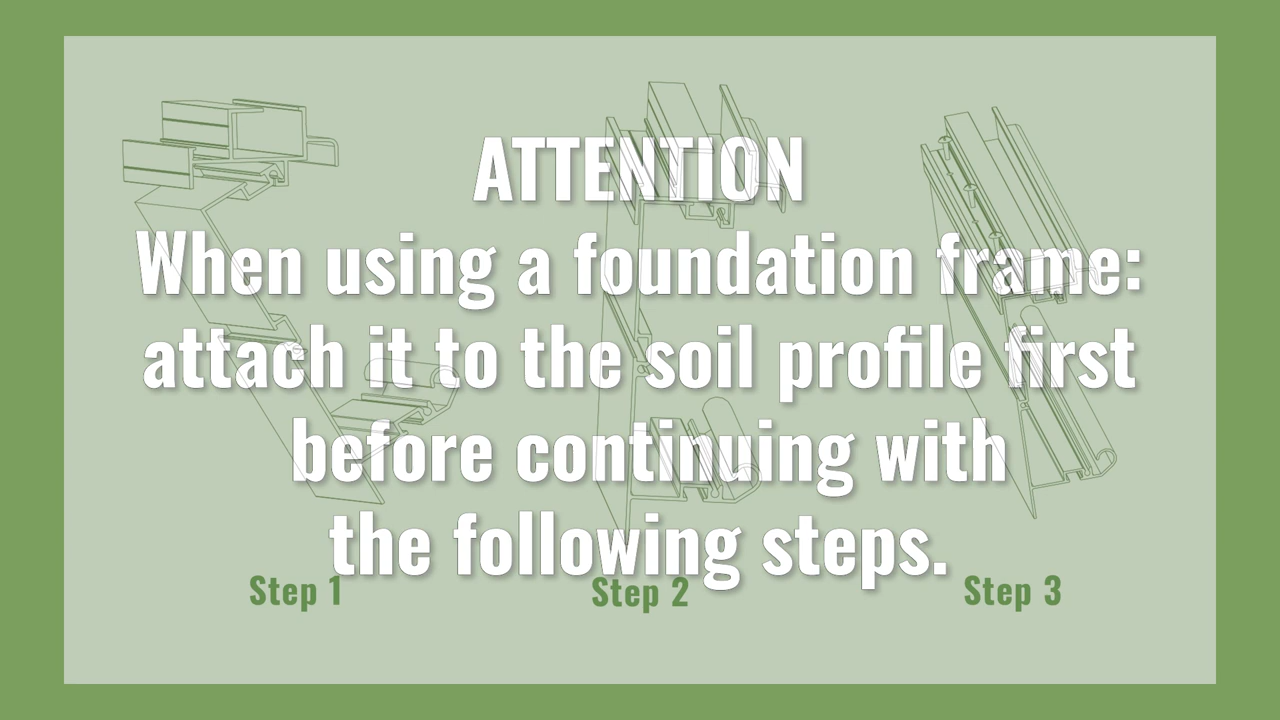 ATTENTION
When using a foundation frame:
attach it to the soil profile first
before continuing with
the following steps.
Step 1
Step 2
Step 3